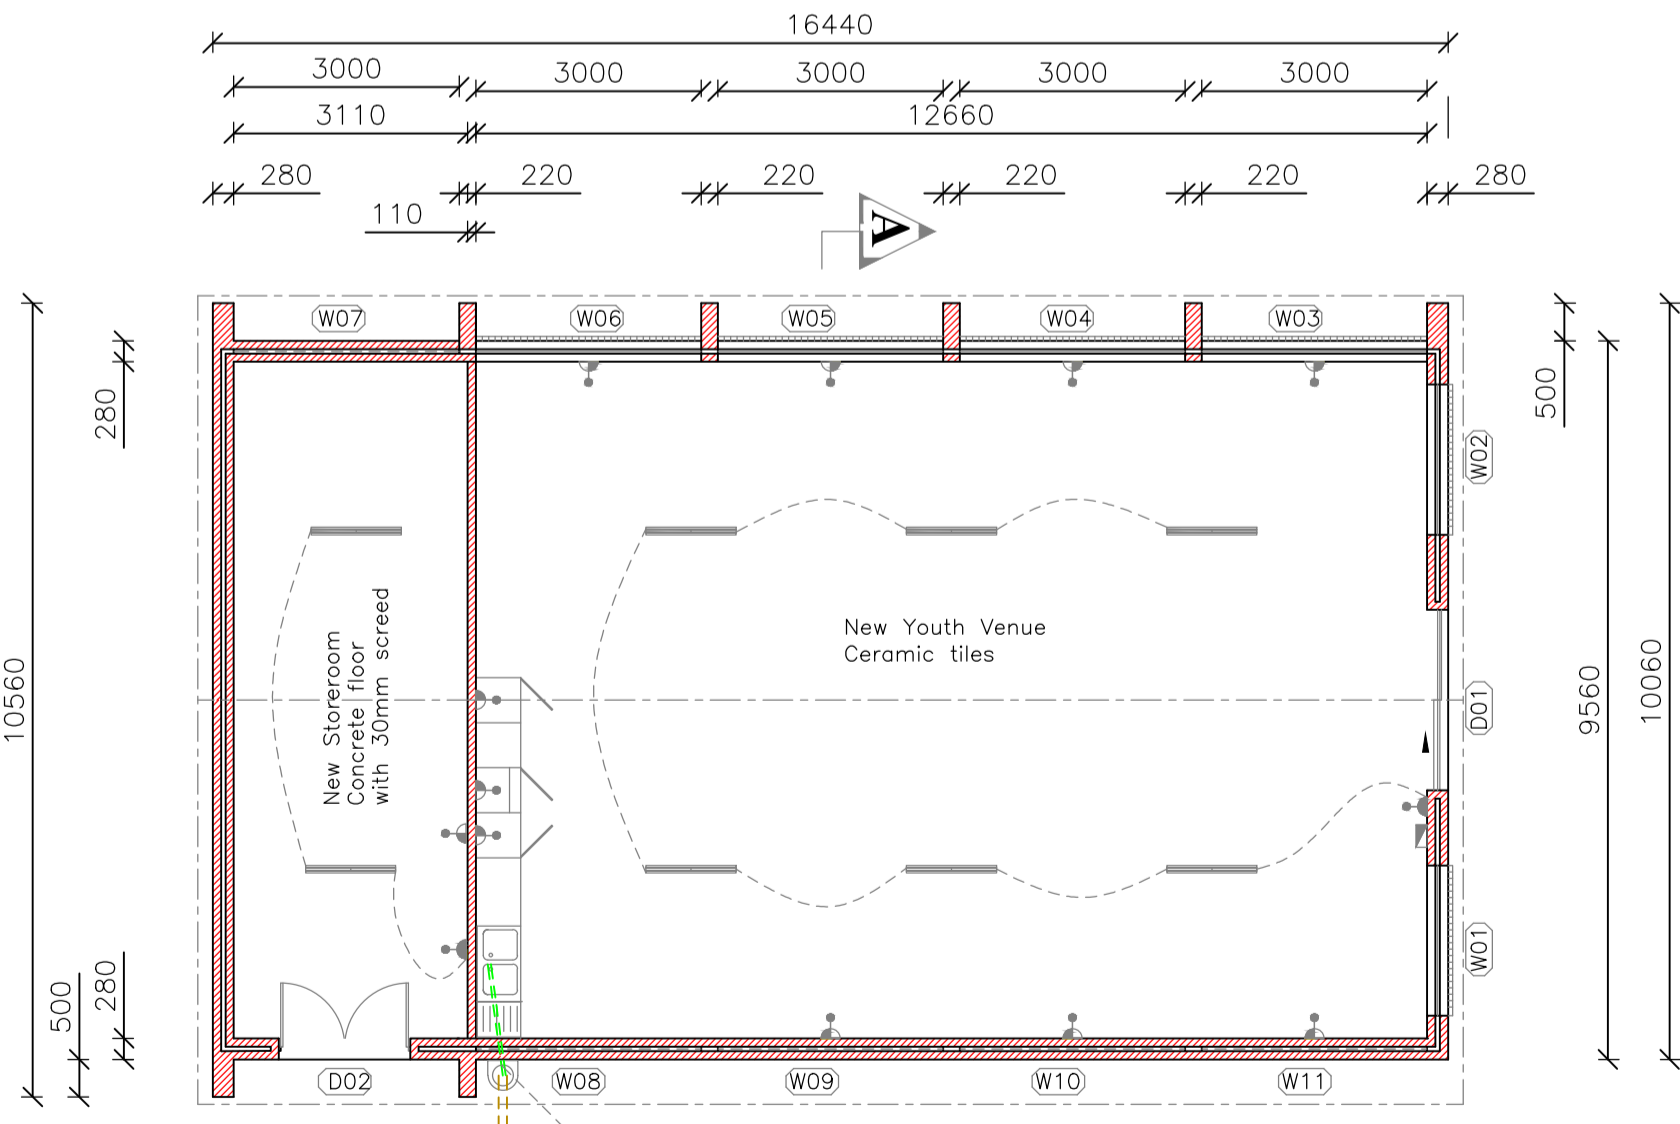 16440
3000 3000 3000 3000 3000
3110 12660
280 220 220 220 220 280
110
A
W07 W06 W05 W04 W03
280
500
W02
New Youth Venue
Ceramic tiles
New Storeroom
Concrete floor
with 30mm screed
10560
D01
9560
10060
W01
500
280
D02 W08 W09 W10 W11